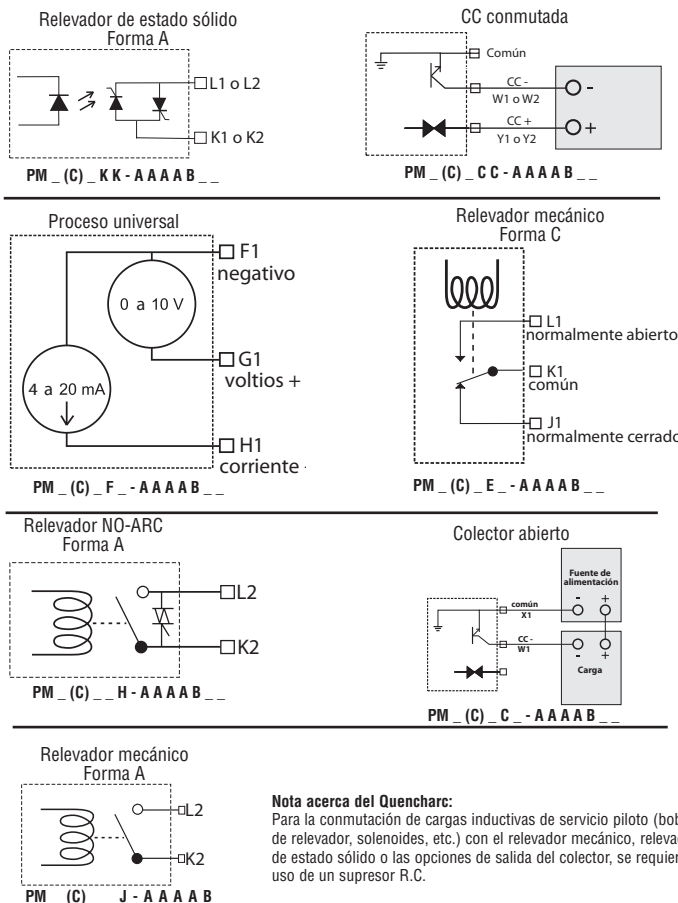 Relevador de estado sólido
Forma A
L1 o L2
K1 o K2
PM _ (C) _ K K - A A A A B _ _
CC conmutada
Común
CC -
W1 o W2
-
CC +
Y1 o Y2
+
PM _ (C) _ C C - A A A A B _ _
Proceso universal
F1
negativo
0 a 10 V
G1
voltios +
4 a 20 mA
H1
corriente
PM _ (C) _ F _ - A A A A B _ _
Relevador mecánico
Forma C
L1
normalmente abierto
K1
común
J1
normalmente cerrado
PM _ (C) _ E _ - A A A A B _ _
Relevador NO-ARC
Forma A
L2
K2
PM _ (C) _ _ H - A A A A B _ _
Colector abierto
Fuente de
alimentación
- +
común
X1
CC -
W1
- +
Carga
PM _ (C) _ C _ - A A A A B _ _
Relevador mecánico
Forma A
L2
K2
PM (C) J - A A A A B
Nota acerca del Quencharc:
Para la conmutación de cargas inductivas de servicio piloto (bob
de relevador, solenoides, etc.) con el relevador mecánico, releva
de estado sólido o las opciones de salida del colector, se requier
uso de un supresor R.C.